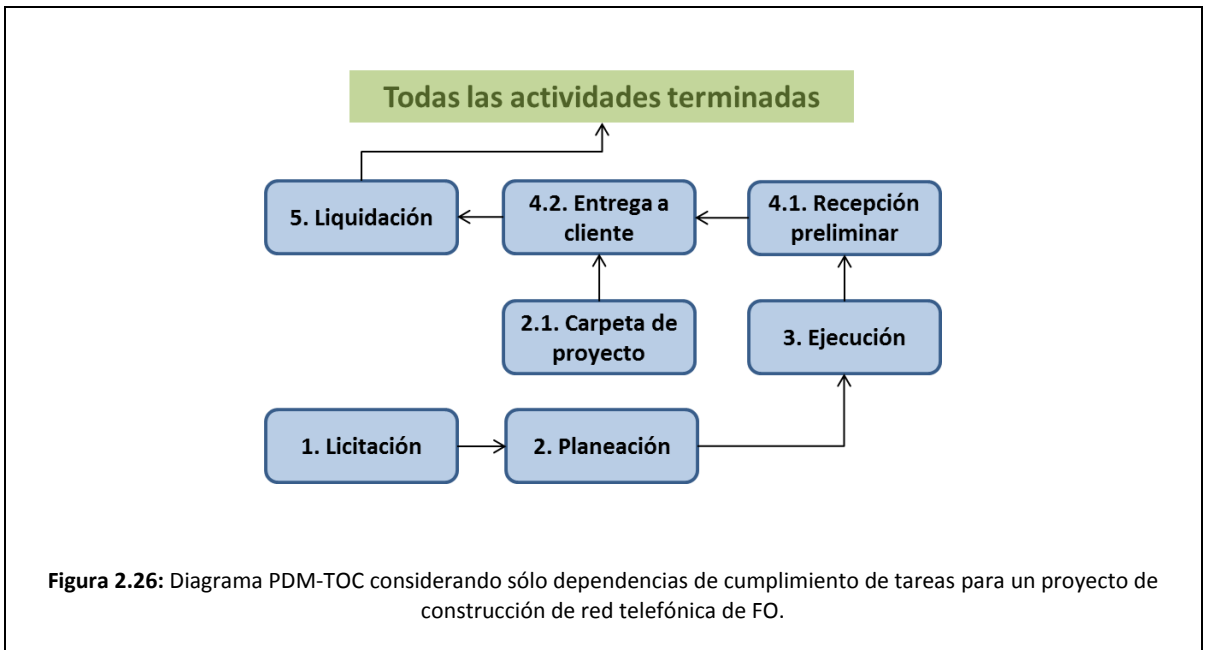 Todas las actividades terminadas
5. Liquidación
4.2. Entrega a
cliente
4.1. Recepción
preliminar
2.1. Carpeta de
proyecto
3. Ejecución
1. Licitación
2. Planeación
Figura 2.26: Diagrama PDM-TOC considerando sólo dependencias de cumplimiento de tareas para un proyecto de
construcción de red telefónica de FO.